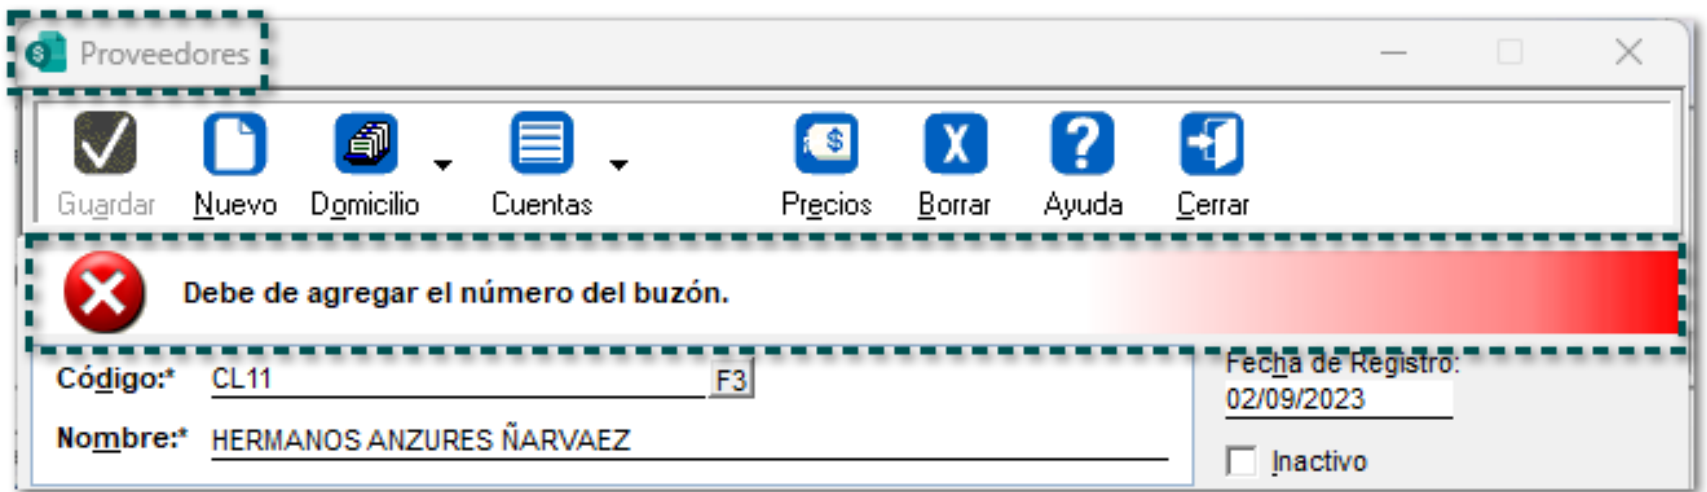 Proveedores
Guardar Nuevo Domicilio Cuentas Precios Borrar Ayuda Cerrar
Debe de agregar el número del buzón.
Código:* CL11 F3
Fecha de Registro:
02/09/2023
Nombre:* HERMANOS ANZURES ÑARVAEZ
Inactivo